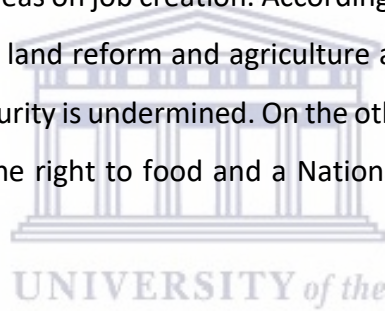 eas on job creation. According
land reform and agriculture a
urity is undermined. On the ot
he right to food and a Nation
UNIVERSITY of the